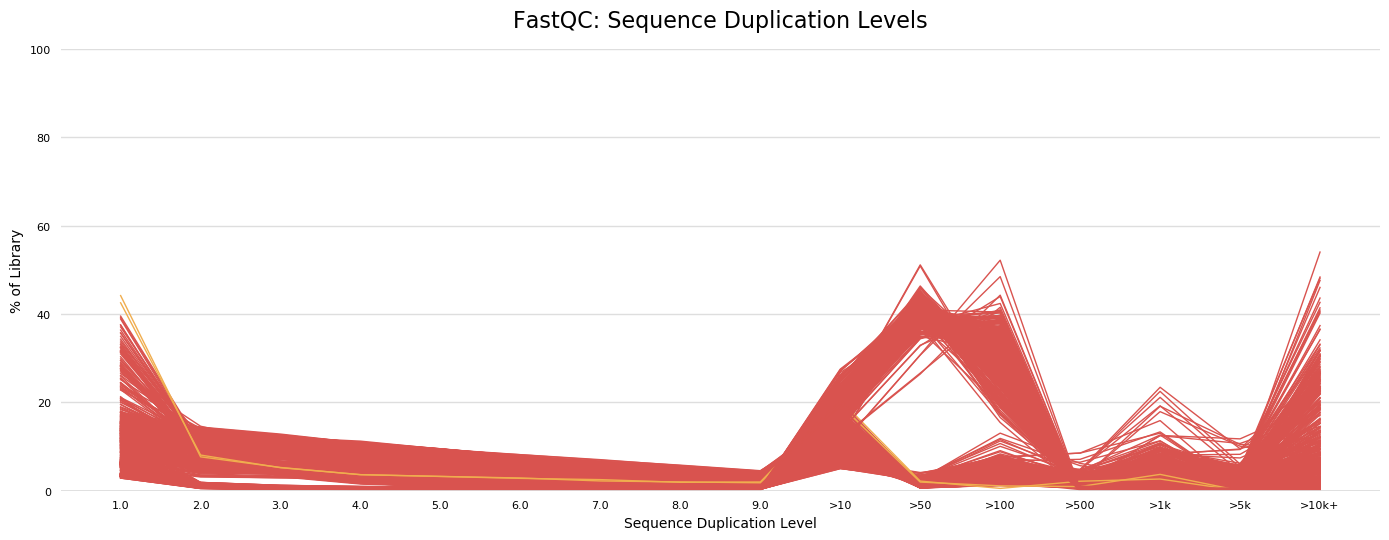 FastQC: Sequence Duplication Levels
100
80
60
40
20
0
% of Library
1.0 2.0 3.0 4.0 5.0 6.0 7.0 8.0 9.0 >10 >50 >100 >500 >1k >5k >10k+
Sequence Duplication Level